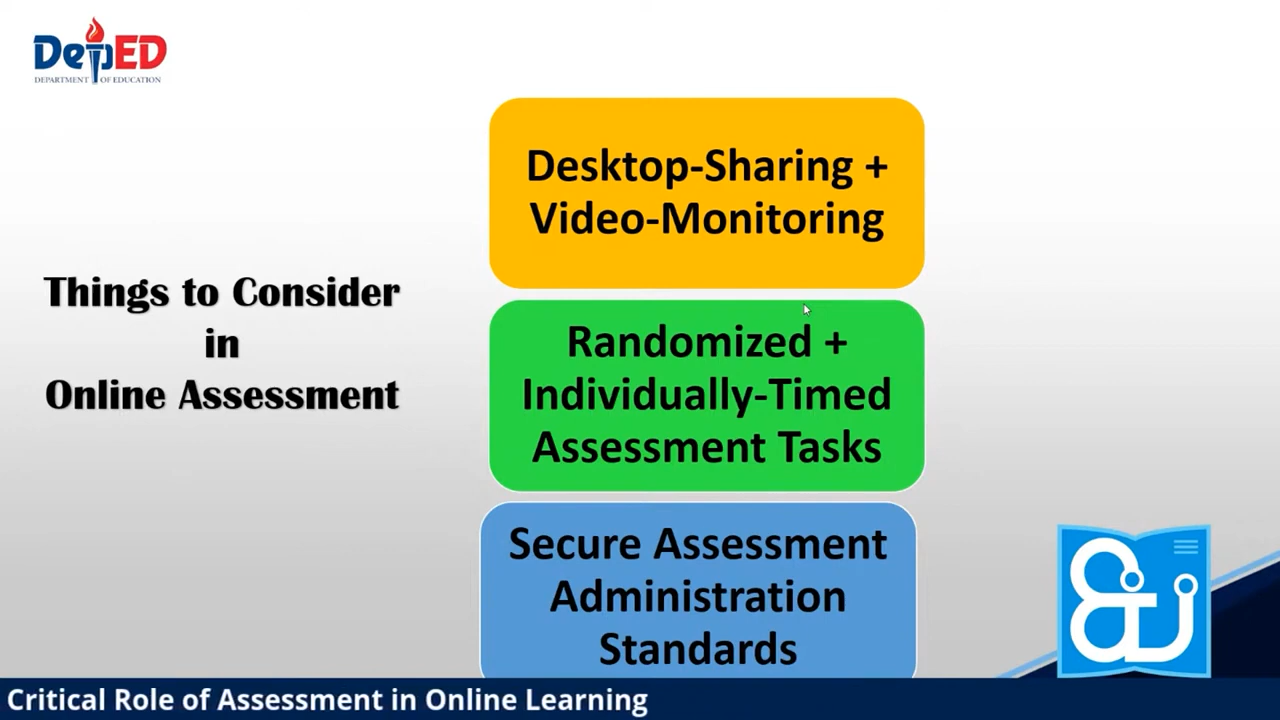 DepED
DEPARTMENT OF EDUCATION
Desktop-Sharing +
Video-Monitoring
Things to Consider
in
Online Assessment
Randomized +
Individually-Timed
Assessment Tasks
Secure Assessment
Administration
Standards
Critical Role of Assessment in Online Learning